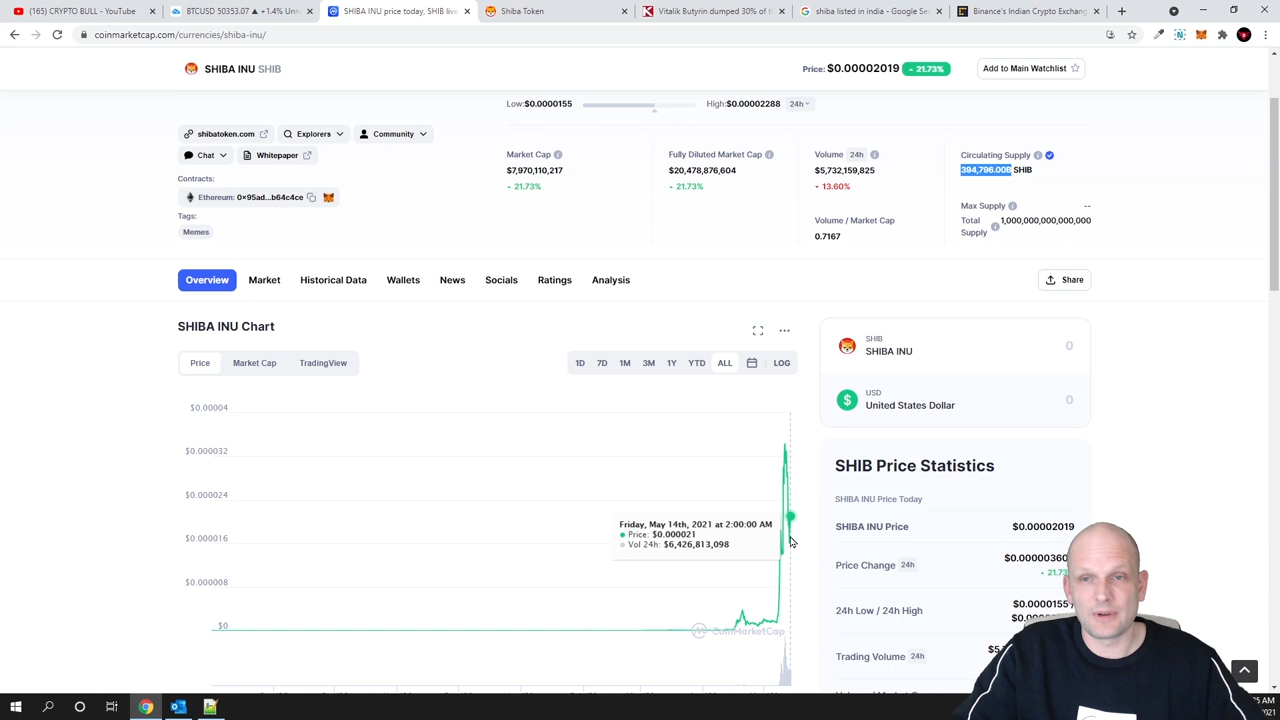 (165) CRYPTO BULL - YouTube
BTCUSD 50353.07 ▲ +1.4% Unn
SHIBA INU price today, SHIB live
Shiba Token
Vitalik Buterin dumped 30% of t
shiba listed in india - Google Se
Binance's Indian Crypto Exchang
coinmarketcap.com/currencies/shiba-inu/
SHIBA INU SHIB
Price: $0.00002019 21.73%
Add to Main Watchlist
Low:$0.0000155
High:$0.00002288
24h
shibatoken.com
Explorers
Community
Chat
Whitepaper
Contracts:
Ethereum: 0x95ad...b64c4ce
Tags:
Memes
Market Cap
$7,970,110,217
21.73%
Fully Diluted Market Cap
$20,478,876,604
21.73%
Volume 24h
$5,732,159,825
13.60%
Volume / Market Cap
0.7167
Circulating Supply
394,796.00B SHIB
Max Supply --
Total Supply 1,000,000,000,000,000
Overview
Market
Historical Data
Wallets
News
Socials
Ratings
Analysis
Share
SHIBA INU Chart
Price
Market Cap
TradingView
1D
7D
1M
3M
1Y
YTD
ALL
LOG
$0.00004
$0.000032
$0.000024
$0.000016
$0.000008
$0
Friday, May 14th, 2021 at 2:00:00 AM
Price: $0.000021
Vol 24h: $6,426,813,098
CoinMarketCap
SHIB
SHIBA INU
0
USD
United States Dollar
0
SHIB Price Statistics
SHIBA INU Price Today
SHIBA INU Price
$0.00002019
Price Change 24h
$0.0000360
21.73
24h Low / 24h High
$0.0000155 /
Trading Volume 24h